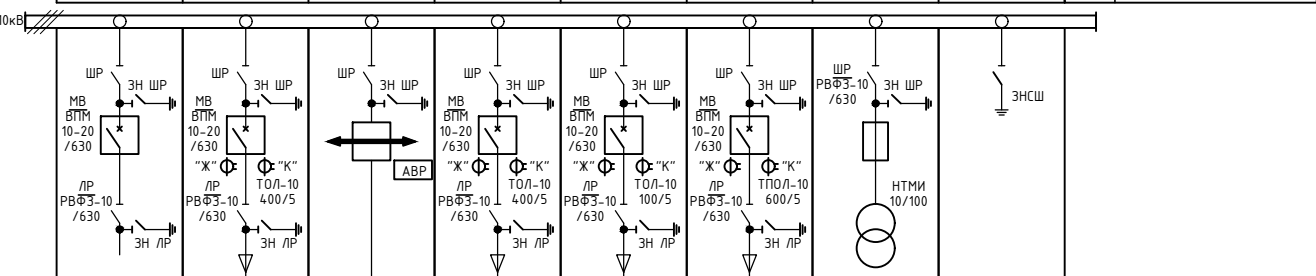 10кВ
ШР
ЗН ШР
МВ
ВПМ
10-20
/630
ЛР
РВФЗ-10
/630
ЗН ЛР
ШР
ЗН ШР
МВ
ВПМ
10-20
/630
"Ж" "К"
ТОЛ-10
400/5
ЛР
РВФЗ-10
/630
ЗН ЛР
ШР
ЗН ШР
АВР
ШР
ЗН ШР
МВ
ВПМ
10-20
/630
"Ж" "К"
ТОЛ-10
400/5
ЛР
РВФЗ-10
/630
ЗН ЛР
ШР
ЗН ШР
МВ
ВПМ
10-20
/630
"Ж" "К"
ТОЛ-10
100/5
ЛР
РВФЗ-10
/630
ЗН ЛР
ШР
ЗН ШР
МВ
ВПМ
10-20
/630
"Ж" "К"
ТПОЛ-10
600/5
ЛР
РВФЗ-10
/630
ЗН ЛР
ШР
РВФЗ-10
/630
ЗН ШР
НТМИ
10/100
ЗНСШ